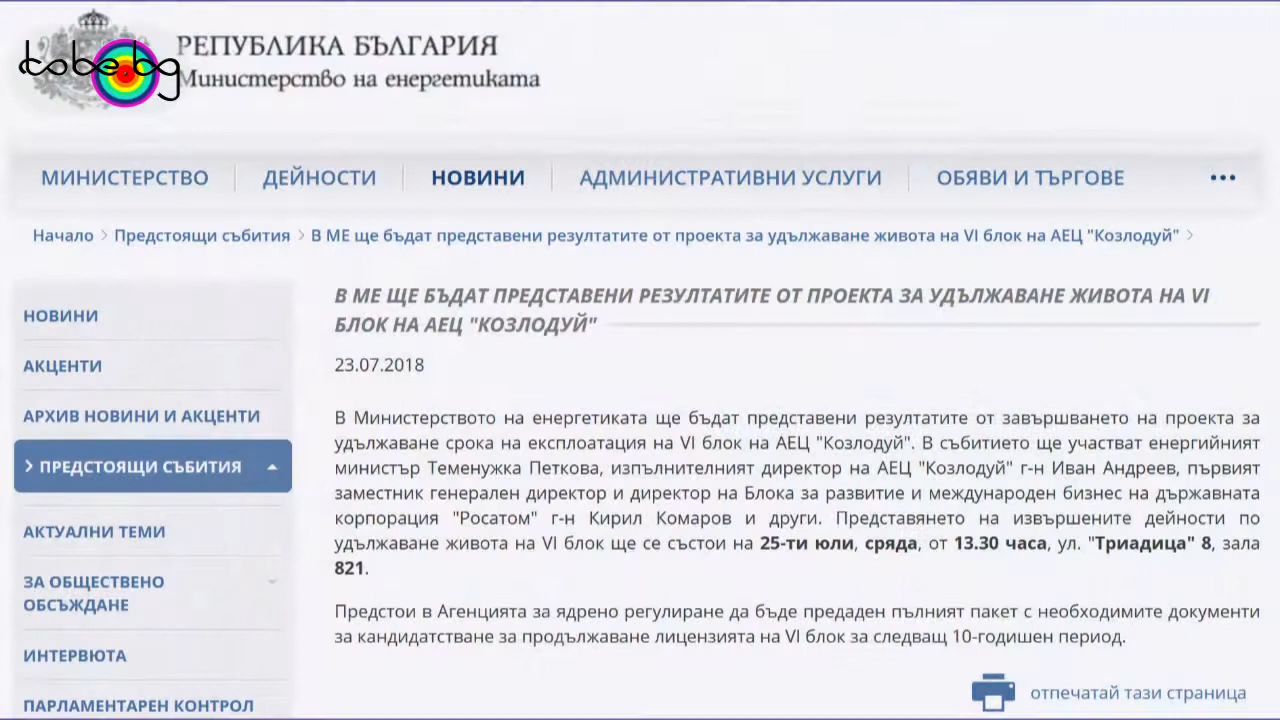 kobe.bg
РЕПУБЛИКА БЪЛГАРИЯ
Министерство на енергетиката
МИНИСТЕРСТВО ДЕЙНОСТИ НОВИНИ АДМИНИСТРАТИВНИ УСЛУГИ ОБЯВИ И ТЪРГОВЕ •••
Начало > Предстоящи събития > В МЕ ще бъдат представени резултатите от проекта за удължаване живота на VI блок на АЕЦ "Козлодуй" >
НОВИНИ
АКЦЕНТИ
АРХИВ НОВИНИ И АКЦЕНТИ
ПРЕДСТОЯЩИ СЪБИТИЯ
АКТУАЛНИ ТЕМИ
ЗА ОБЩЕСТВЕНО
ОБСЪЖДАНЕ
ИНТЕРВЮТА
ПАРЛАМЕНТАРЕН КОНТРОЛ
В МЕ ЩЕ БЪДАТ ПРЕДСТАВЕНИ РЕЗУЛТАТИТЕ ОТ ПРОЕКТА ЗА УДЪЛЖАВАНЕ ЖИВОТА НА VI
БЛОК НА АЕЦ "КОЗЛОДУЙ"
23.07.2018
В Министерството на енергетиката ще бъдат представени резултатите от завършването на проекта за
удължаване срока на експлоатация на VI блок на АЕЦ "Козлодуй". В събитието ще участват енергийният
министър Теменужка Петкова, изпълнителният директор на АЕЦ "Козлодуй" г-н Иван Андреев, първият
заместник генерален директор и директор на Блока за развитие и международен бизнес на държавната
корпорация "Росатом" г-н Кирил Комаров и други. Представянето на извършените дейности по
удължаване живота на VI блок ще се състои на 25-ти юли, сряда, от 13.30 часа, ул. "Триадица" 8, зала
821.
Предстои в Агенцията за ядрено регулиране да бъде предаден пълният пакет с необходимите документи
за кандидатстване за продължаване лицензията на VI блок за следващ 10-годишен период.
отпечатай тази страница